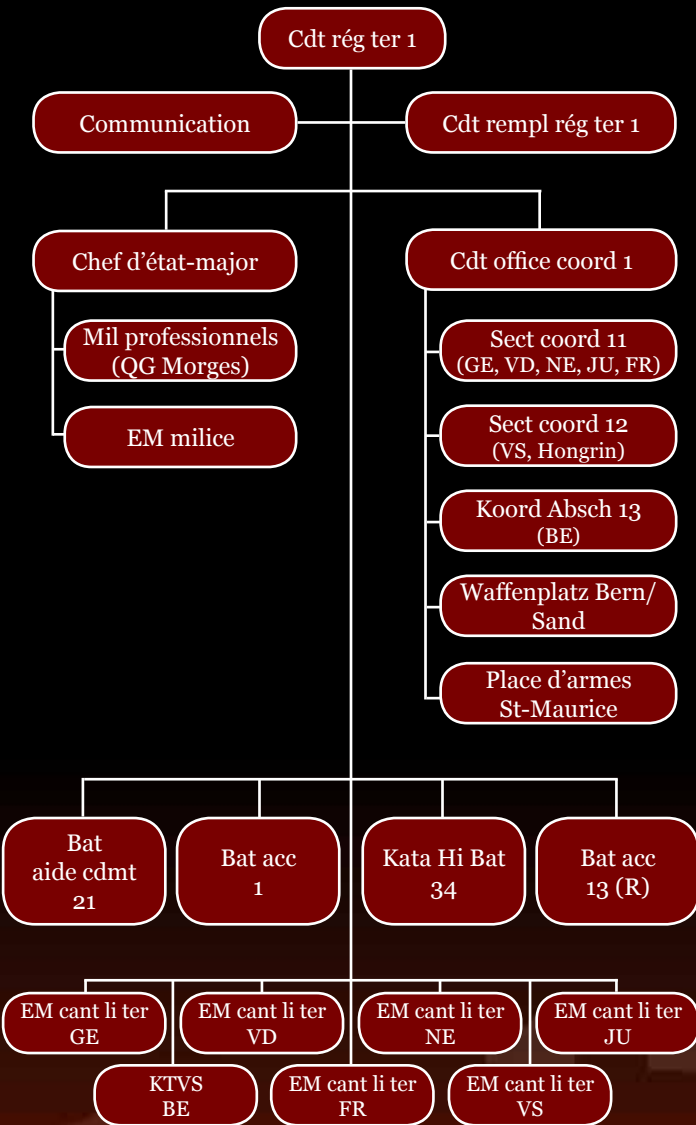 Cdt rég ter 1
Communication
Cdt rempl rég ter 1
Chef d'état-major
Cdt office coord 1
Mil professionnels
(QG Morges)
Sect coord 11
(GE, VD, NE, JU, FR)
EM milice
Sect coord 12
(VS, Hongrin)
Koord Absch 13
(BE)
Waffenplatz Bern/
Sand
Place d'armes
St-Maurice
Bat
aide cdmt
21
Bat acc
1
Kata Hi Bat
34
Bat acc
13 (R)
EM cant li ter
GE
EM cant li ter
VD
EM cant li ter
NE
EM cant li ter
JU
KTVS
BE
EM cant li ter
FR
EM cant li ter
VS